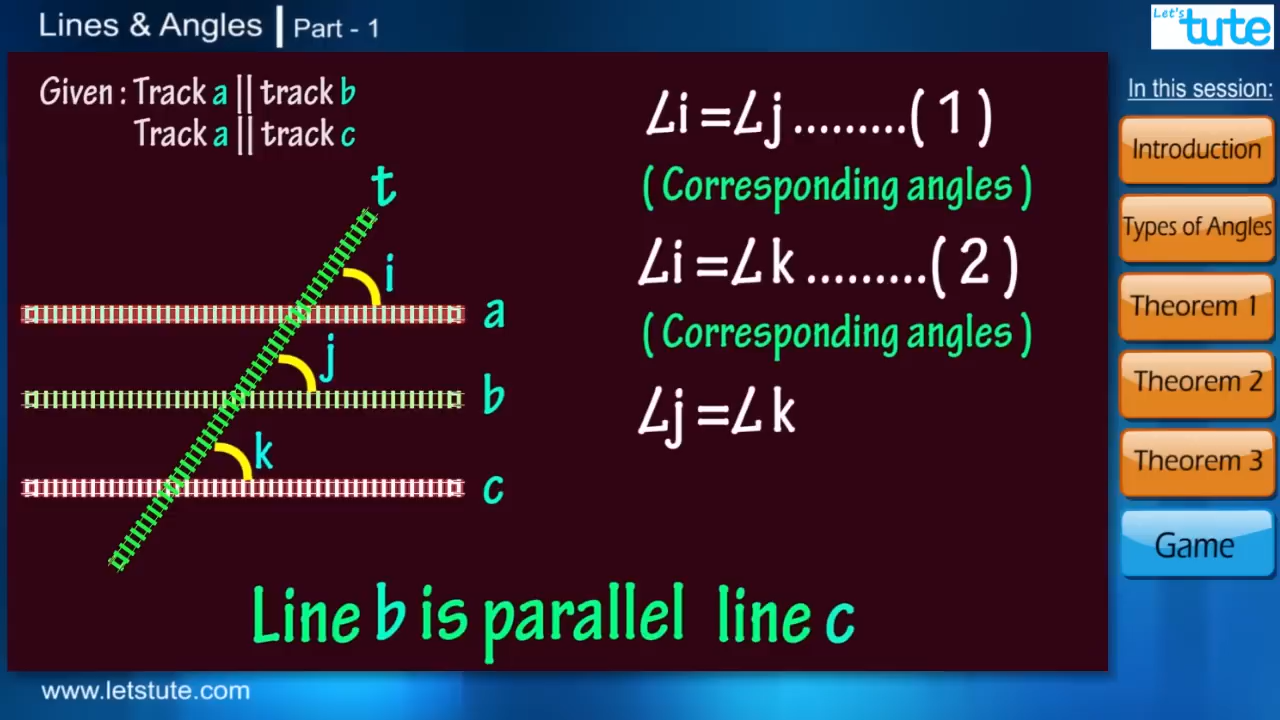 Lines & Angles | Part - 1
Let's tute
Given : Track a || track b
Track a || track c
t
i
a
j
b
k
c
∠i =∠j .........( 1 )
( Corresponding angles )
∠i =∠k .........( 2 )
( Corresponding angles )
∠j =∠k
Line b is parallel line c
In this session:
Introduction
Types of Angles
Theorem 1
Theorem 2
Theorem 3
Game
www.letstute.com